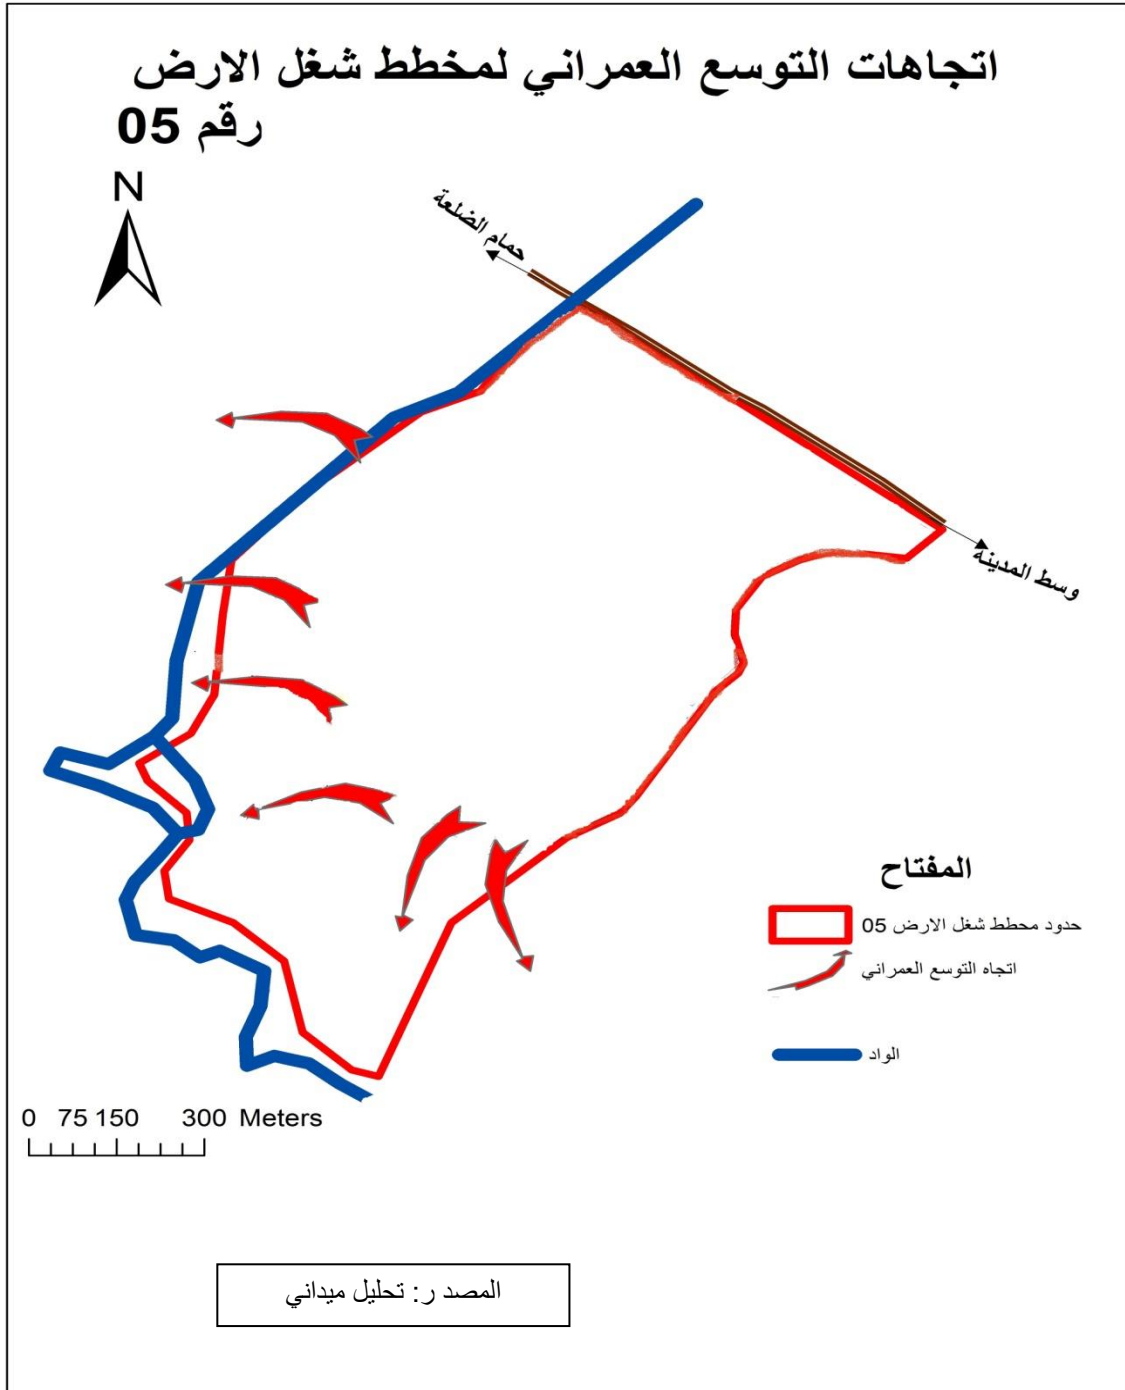 اتجاهات التوسع العمراني لمخطط شغل الارض
رقم 05
N
حمام الضلعة
وسط المدينة
المفتاح
حدود محطط شغل الارض 05
اتجاه التوسع العمراني
الواد
0 75 150 300 Meters
المصد ر: تحليل ميداني